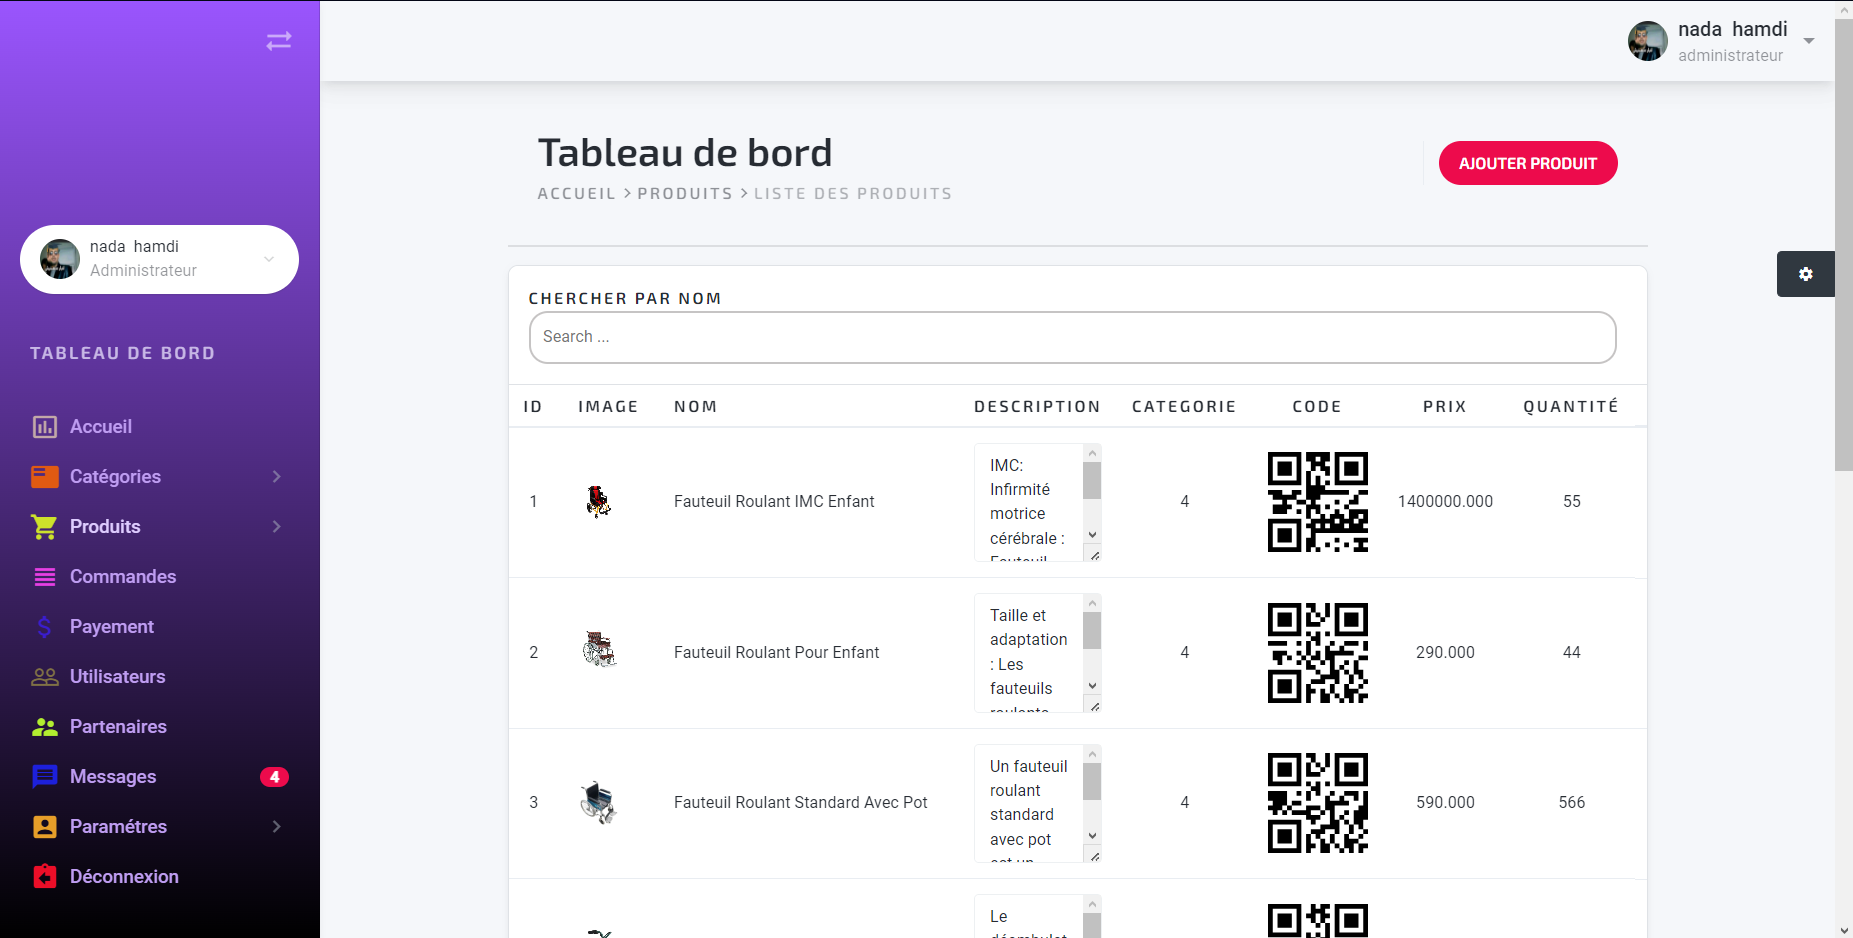 nada hamdi
administrateur
nada hamdi
Administrateur
TABLEAU DE BORD
Accueil
Catégories
Produits
Commandes
Payement
Utilisateurs
Partenaires
Messages 4
Paramétres
Déconnexion
Tableau de bord
ACCUEIL > PRODUITS > LISTE DES PRODUITS
AJOUTER PRODUIT
CHERCHER PAR NOM
Search ...
ID IMAGE NOM DESCRIPTION CATEGORIE CODE PRIX QUANTITÉ
1 Fauteuil Roulant IMC Enfant
IMC:
Infirmité
motrice
cérébrale :
Fauteuil
4 1400000.000 55
2 Fauteuil Roulant Pour Enfant
Taille et
adaptation
: Les
fauteuils
roulants
4 290.000 44
3 Fauteuil Roulant Standard Avec Pot
Un fauteuil
roulant
standard
avec pot
est un
4 590.000 566
Le